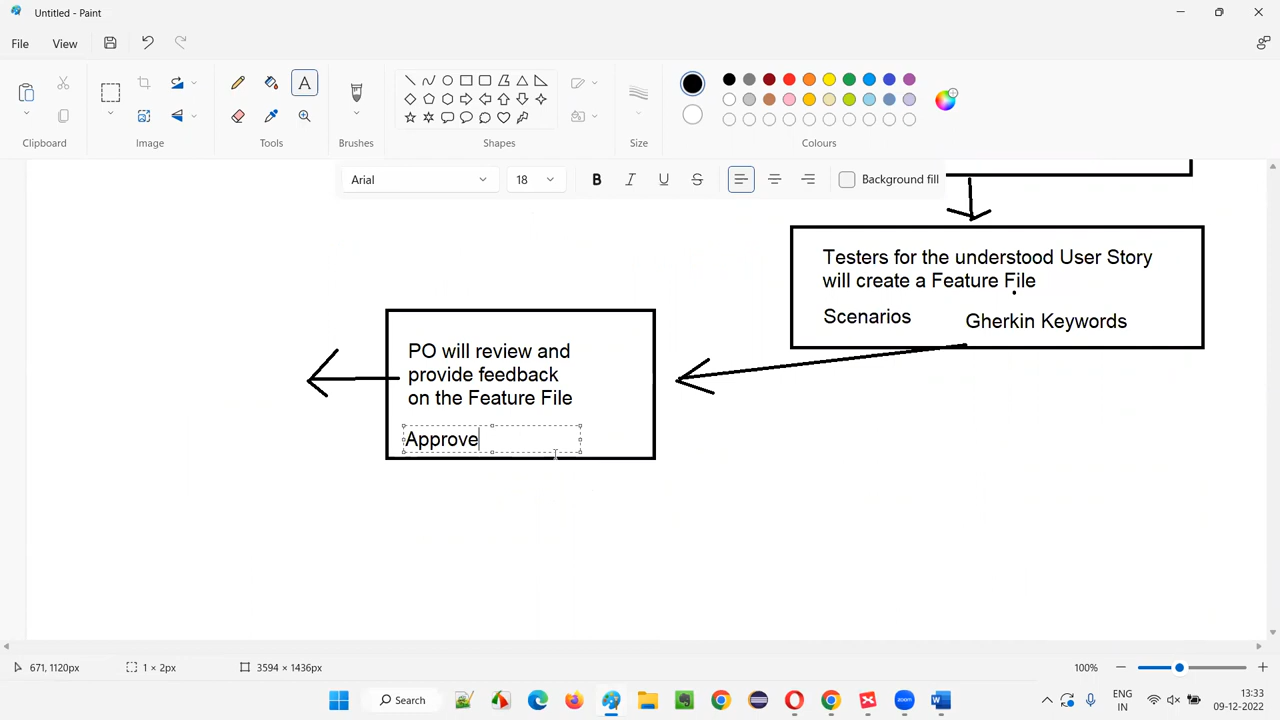 Untitled - Paint
File
View
Clipboard
Image
Tools
Brushes
Shapes
Size
Colours
Arial
18
B
I
U
S
Background fill
Testers for the understood User Story
will create a Feature File
Scenarios
Gherkin Keywords
PO will review and
provide feedback
on the Feature File
Approve
671, 1120px
1 × 2px
3594 × 1436px
100%
Search
zoom
ENG
IN
13:33
09-12-2022